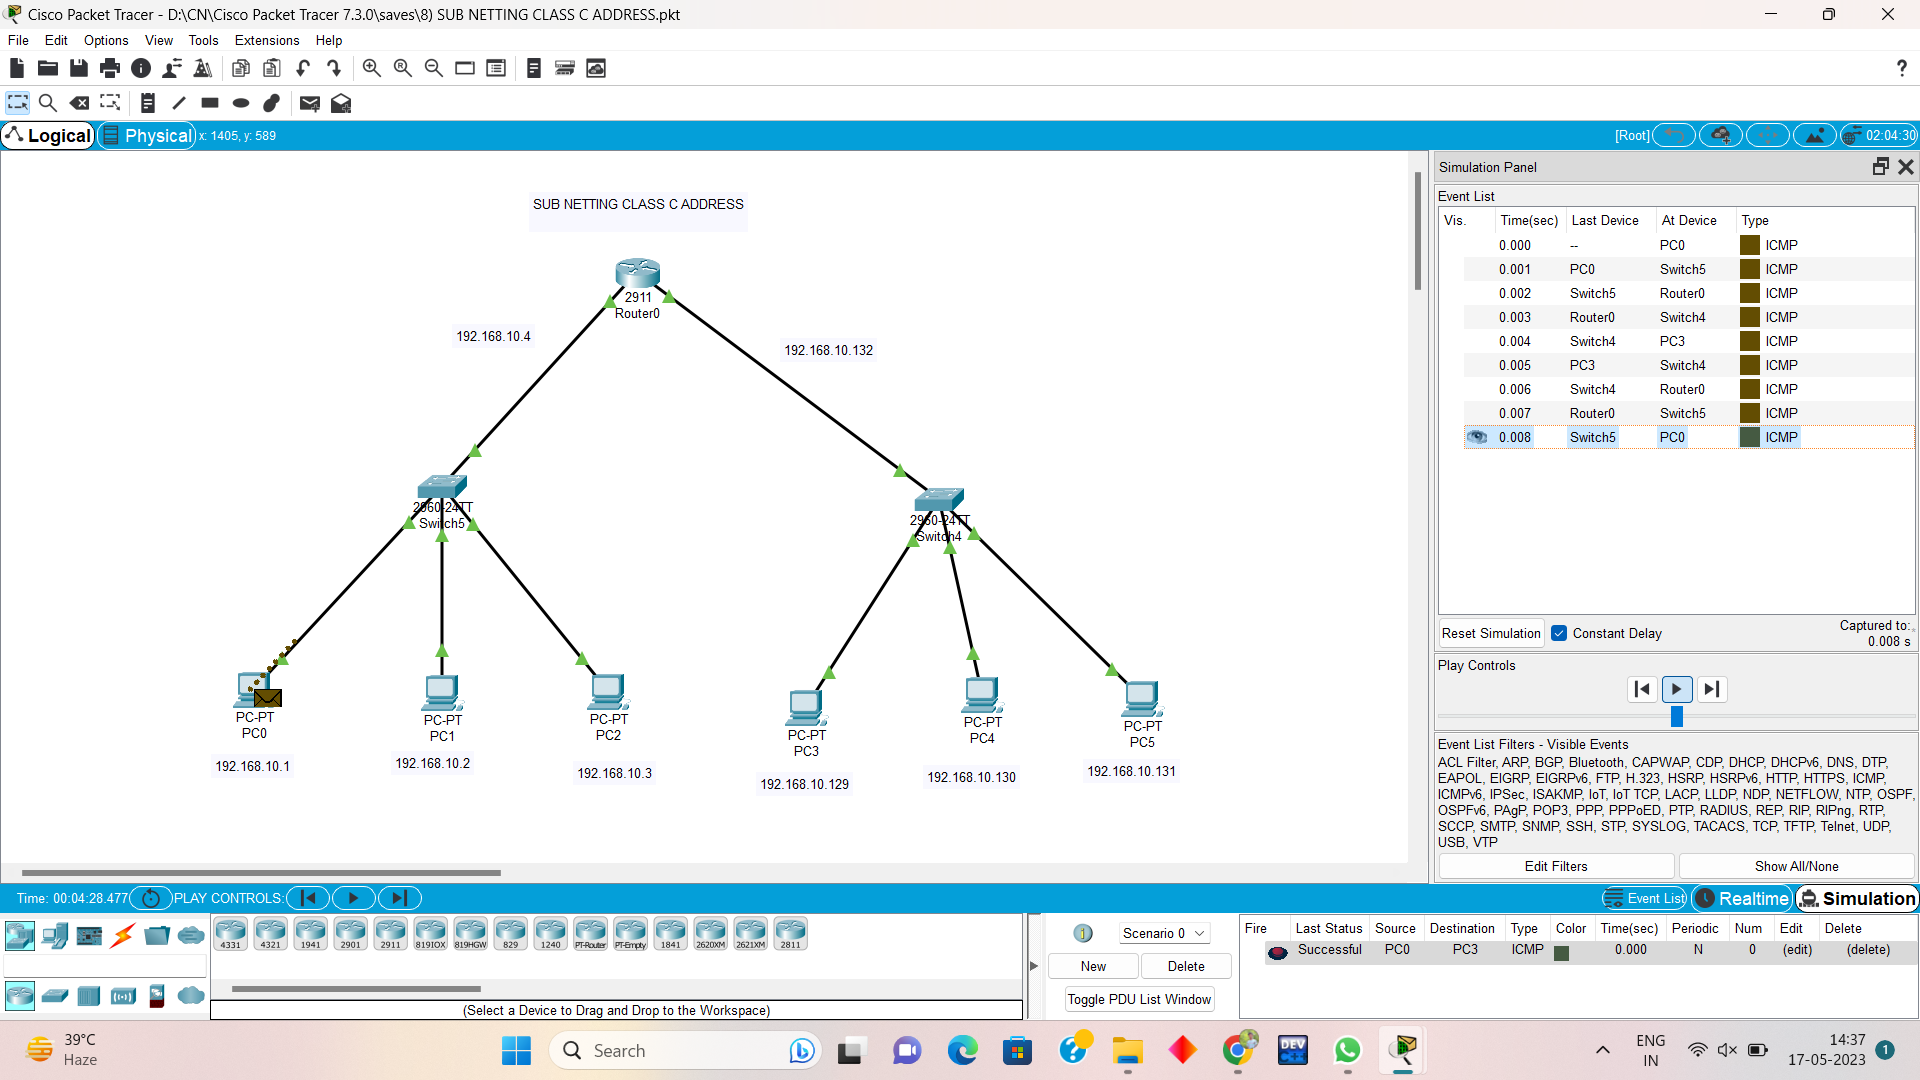 Cisco Packet Tracer - D:\CN\Cisco Packet Tracer 7.3.0\saves\8) SUB NETTING CLASS C ADDRESS.pkt
File Edit Options View Tools Extensions Help
Logical Physical x: 1405, y: 589 [Root] 02:04:30
SUB NETTING CLASS C ADDRESS
2911
Router0
192.168.10.4
192.168.10.132
2960-24TT
Switch5
2960-24TT
Switch4
PC-PT
PC0
PC-PT
PC1
PC-PT
PC2
PC-PT
PC3
PC-PT
PC4
PC-PT
PC5
192.168.10.1
192.168.10.2
192.168.10.3
192.168.10.129
192.168.10.130
192.168.10.131
Simulation Panel
Event List
Vis. Time(sec) Last Device At Device Type
0.000 -- PC0 ICMP
0.001 PC0 Switch5 ICMP
0.002 Switch5 Router0 ICMP
0.003 Router0 Switch4 ICMP
0.004 Switch4 PC3 ICMP
0.005 PC3 Switch4 ICMP
0.006 Switch4 Router0 ICMP
0.007 Router0 Switch5 ICMP
0.008 Switch5 PC0 ICMP
Reset Simulation Constant Delay
Captured to:
0.008 s
Play Controls
Event List Filters - Visible Events
ACL Filter, ARP, BGP, Bluetooth, CAPWAP, CDP, DHCP, DHCPv6, DNS, DTP,
EAPOL, EIGRP, EIGRPv6, FTP, H.323, HSRP, HSRPv6, HTTP, HTTPS, ICMP,
ICMPv6, IPSec, ISAKMP, IoT, IoT TCP, LACP, LLDP, NDP, NETFLOW, NTP, OSPF,
OSPFv6, PAgP, POP3, PPP, PPPoED, PTP, RADIUS, REP, RIP, RIPng, RTP,
SCCP, SMTP, SNMP, SSH, STP, SYSLOG, TACACS, TCP, TFTP, Telnet, UDP,
USB, VTP
Edit Filters Show All/None
Time: 00:04:28.477 PLAY CONTROLS: Event List Realtime Simulation
4331 4321 1941 2901 2911 819IOX 819HGW 829 1240 PT-Router PT-Empty 1841 2620XM 2621XM 2811
(Select a Device to Drag and Drop to the Workspace)
Scenario 0
New Delete
Toggle PDU List Window
Fire Last Status Source Destination Type Color Time(sec) Periodic Num Edit Delete
Successful PC0 PC3 ICMP 0.000 N 0 (edit) (delete)
39°C
Haze
Search
DEV
C++
ENG
IN
14:37
17-05-2023
1